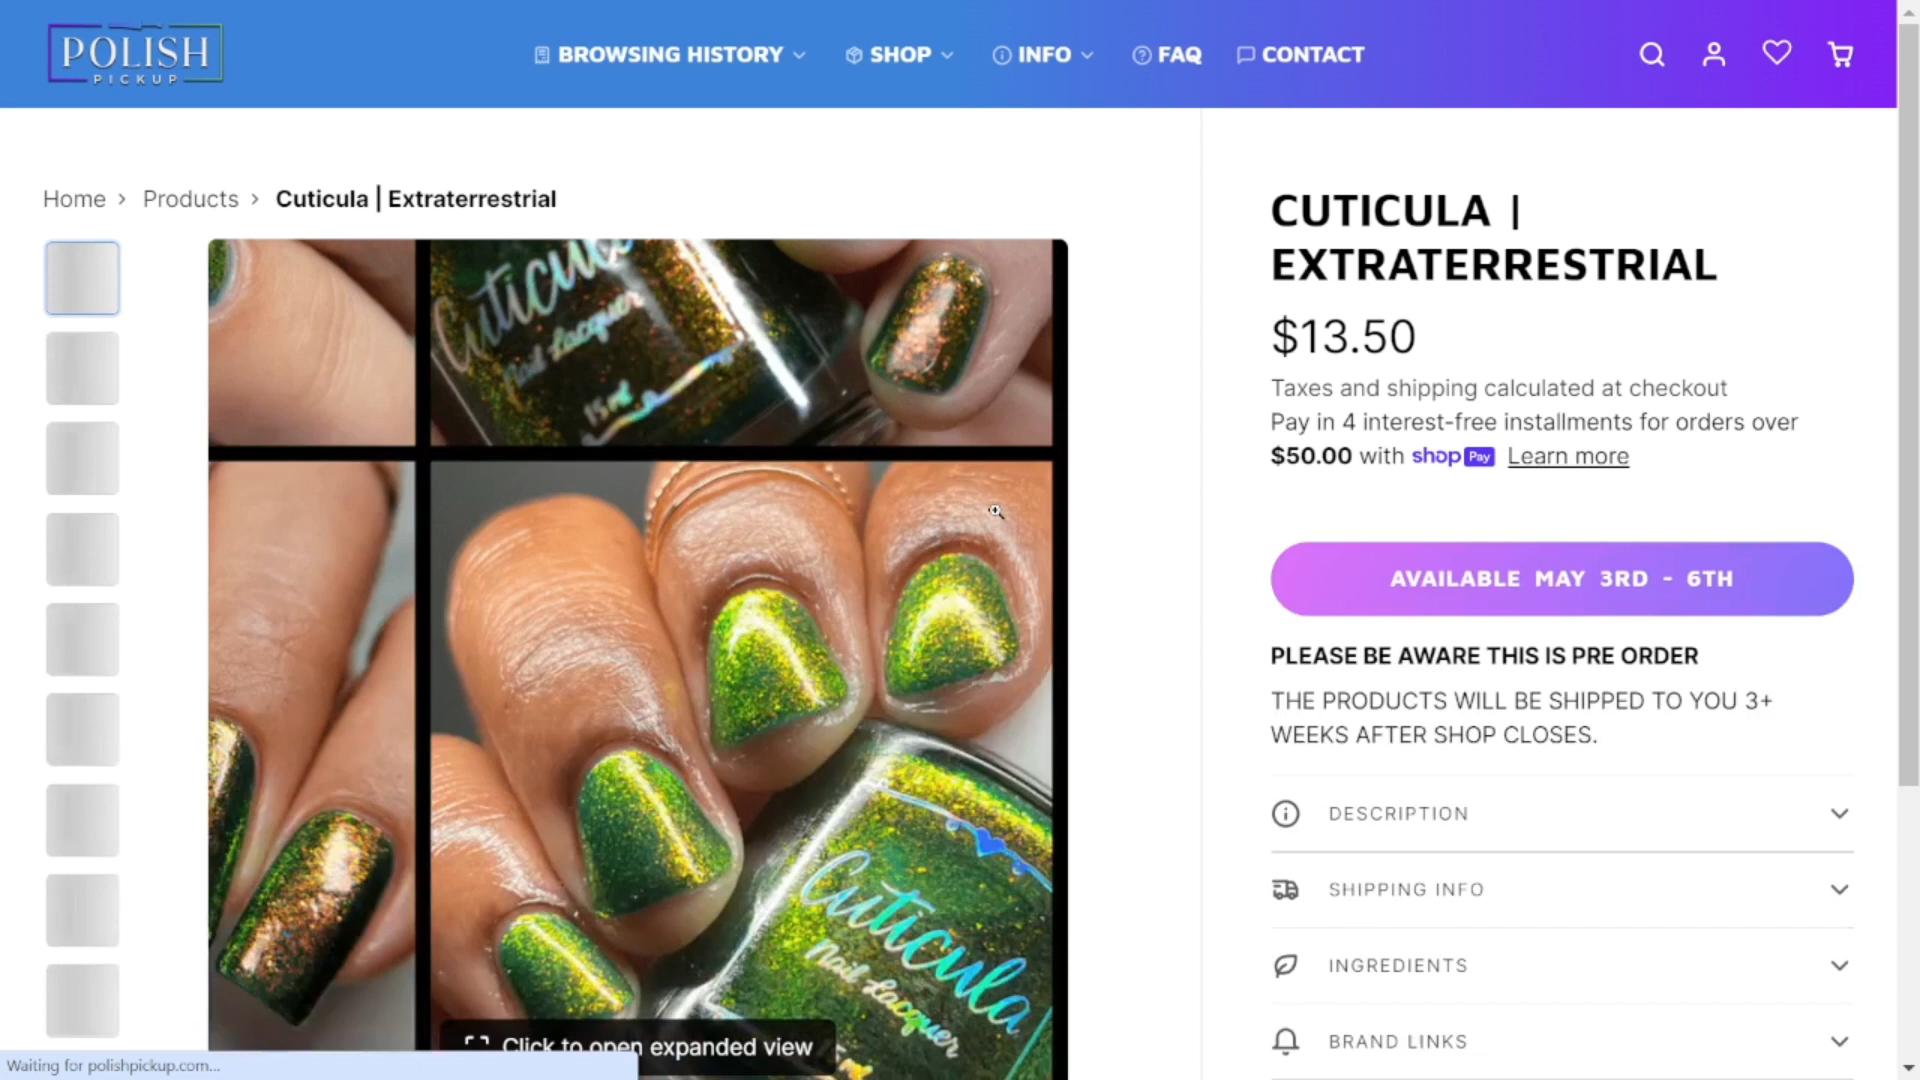 POLISH
PICKUP
BROWSING HISTORY
SHOP
INFO
FAQ
CONTACT
Home > Products > Cuticula | Extraterrestrial
CUTICULA |
EXTRATERRESTRIAL
$13.50
Taxes and shipping calculated at checkout
Pay in 4 interest-free installments for orders over
$50.00 with shop Pay Learn more
AVAILABLE MAY 3RD - 6TH
PLEASE BE AWARE THIS IS PRE ORDER
THE PRODUCTS WILL BE SHIPPED TO YOU 3+
WEEKS AFTER SHOP CLOSES.
DESCRIPTION
SHIPPING INFO
INGREDIENTS
BRAND LINKS
Cuticula
Nail Lacquer
15ml
Cuticula
Nail Lacquer
Click to open expanded view
Waiting for polishpickup.com...